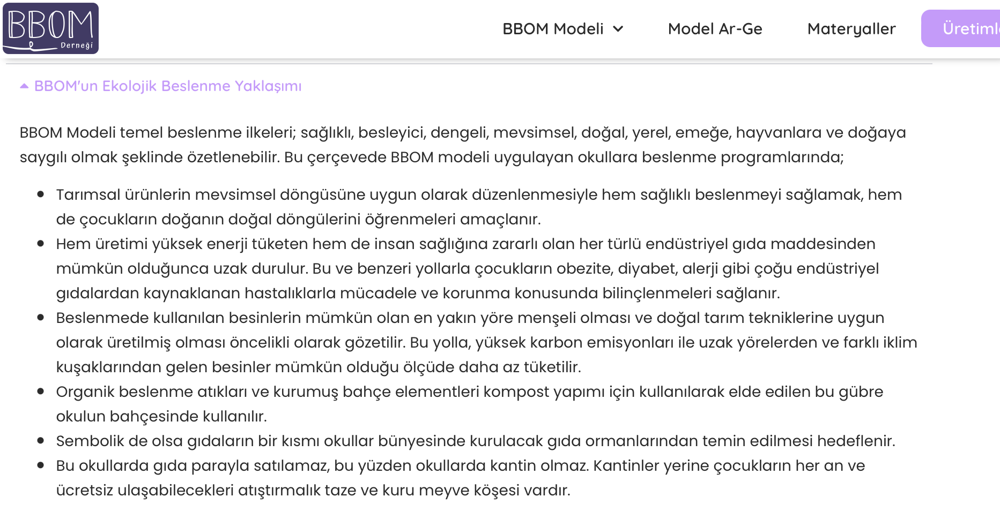 BBOM
Derneği
BBOM Modeli
Model Ar-Ge
Materyaller
BBOM'un Ekolojik Beslenme Yaklaşımı
BBOM Modeli temel beslenme ilkeleri; sağlıklı, besleyici, dengeli, mevsimsel, doğal, yerel, emeğe, hayvanlara ve doğaya
saygılı olmak şeklinde özetlenebilir. Bu çerçevede BBOM modeli uygulayan okullara beslenme programlarında;
Tarımsal ürünlerin mevsimsel döngüsüne uygun olarak düzenlenmesiyle hem sağlıklı beslenmeyi sağlamak, hem
de çocukların doğanın doğal döngülerini öğrenmeleri amaçlanır.
Hem üretimi yüksek enerji tüketen hem de insan sağlığına zararlı olan her türlü endüstriyel gıda maddesinden
mümkün olduğunca uzak durulur. Bu ve benzeri yollarla çocukların obezite, diyabet, alerji gibi çoğu endüstriyel
gıdalardan kaynaklanan hastalıklarla mücadele ve korunma konusunda bilinçlenmeleri sağlanır.
Beslenmede kullanılan besinlerin mümkün olan en yakın yöre menşeli olması ve doğal tarım tekniklerine uygun
olarak üretilmiş olması öncelikli olarak gözetilir. Bu yolla, yüksek karbon emisyonları ile uzak yörelerden ve farklı iklim
kuşaklarından gelen besinler mümkün olduğu ölçüde daha az tüketilir.
Organik beslenme atıkları ve kurumuş bahçe elementleri kompost yapımı için kullanılarak elde edilen bu gübre
okulun bahçesinde kullanılır.
Sembolik de olsa gıdaların bir kısmı okullar bünyesinde kurulacak gıda ormanlarından temin edilmesi hedeflenir.
Bu okullarda gıda parayla satılamaz, bu yüzden okullarda kantin olmaz. Kantinler yerine çocukların her an ve
ücretsiz ulaşabilecekleri atıştırmalık taze ve kuru meyve köşesi vardır.